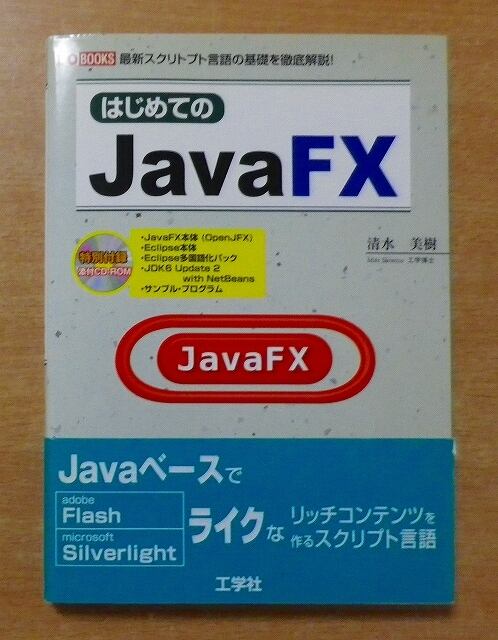 I/O BOOKS 最新スクリプト言語の基礎を徹底解説!
はじめての
JavaFX
清水 美樹
工学博士
特別付録
添付CD-ROM
・JavaFX本体 (OpenJFX)
・Eclipse本体
・Eclipse多国語化パック
・JDK6 Update 2
with NetBeans
・サンプル・プログラム
JavaFX
Javaベースで
adobe
Flash
microsoft
Silverlight
ライクな
リッチコンテンツを
作るスクリプト言語
工学社